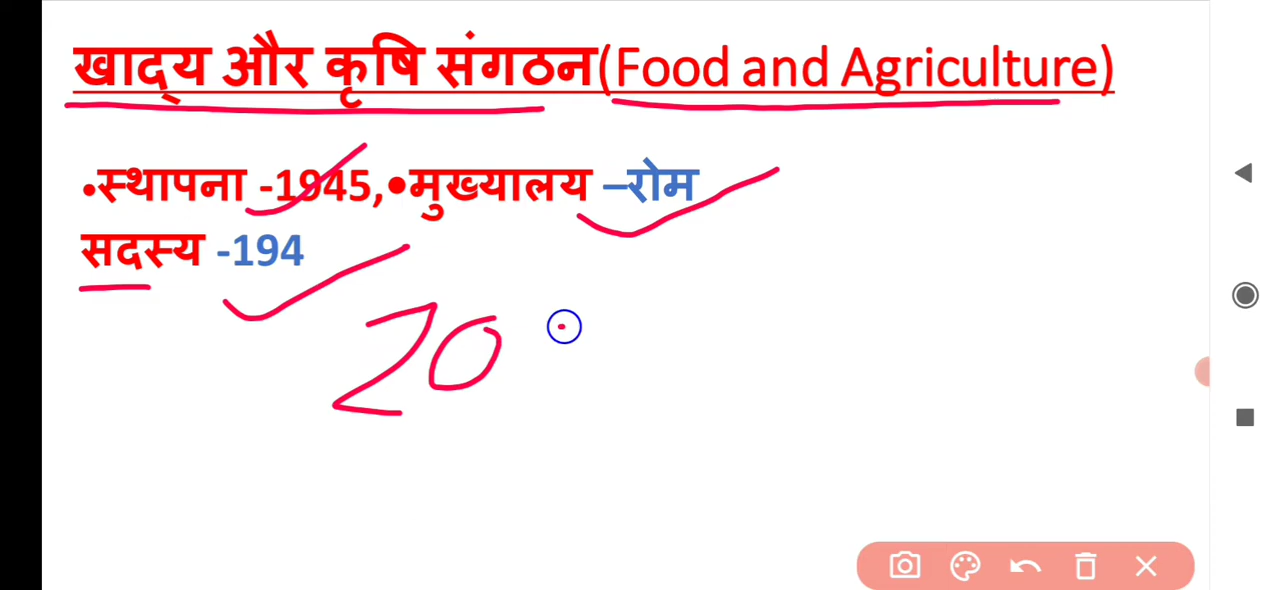 खाद्य और कृषि संगठन(Food and Agriculture)
•स्थापना -1945,•मुख्यालय –रोम
सदस्य -194
20